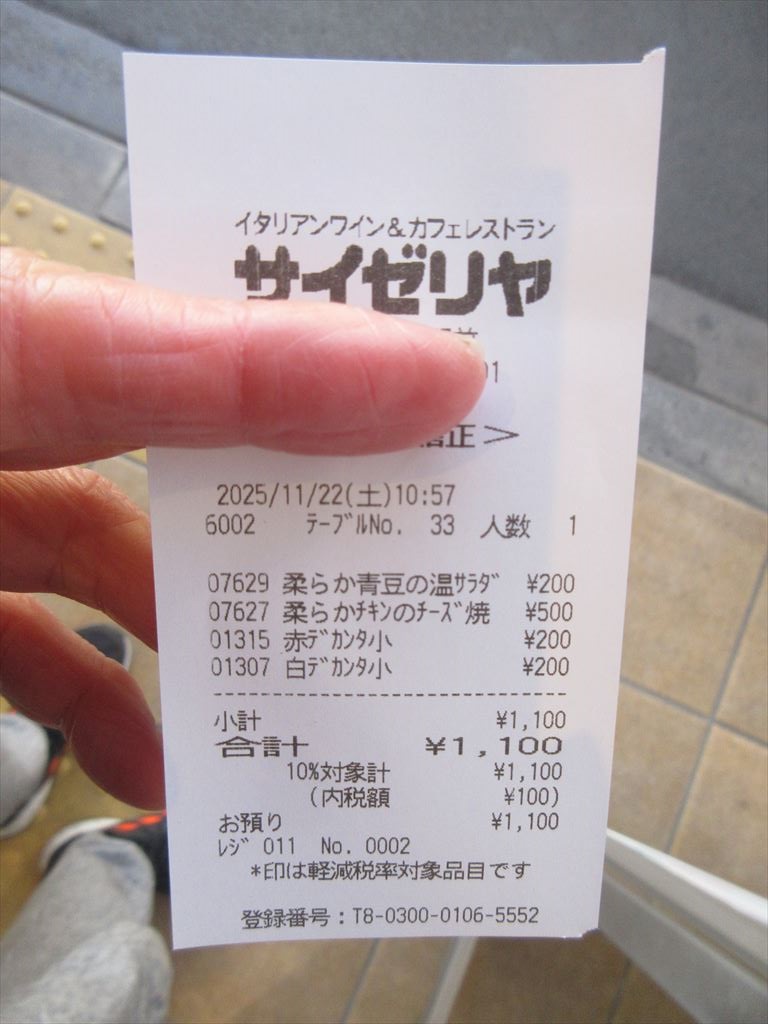 イタリアンワイン&カフェレストラン
サイゼリヤ
01
正>
2025/11/22(土)10:57
6002 テーブルNo. 33 人数 1
07629 柔らか青豆の温サラダ ¥200
07627 柔らかチキンのチーズ焼 ¥500
01315 赤デカンタ小 ¥200
01307 白デカンタ小 ¥200
小計 ¥1,100
合計 ¥1,100
10%対象計 ¥1,100
(内税額 ¥100)
お預り ¥1,100
レジ 011 No. 0002
*印は軽減税率対象品目です
登録番号:T8-0300-0106-5552